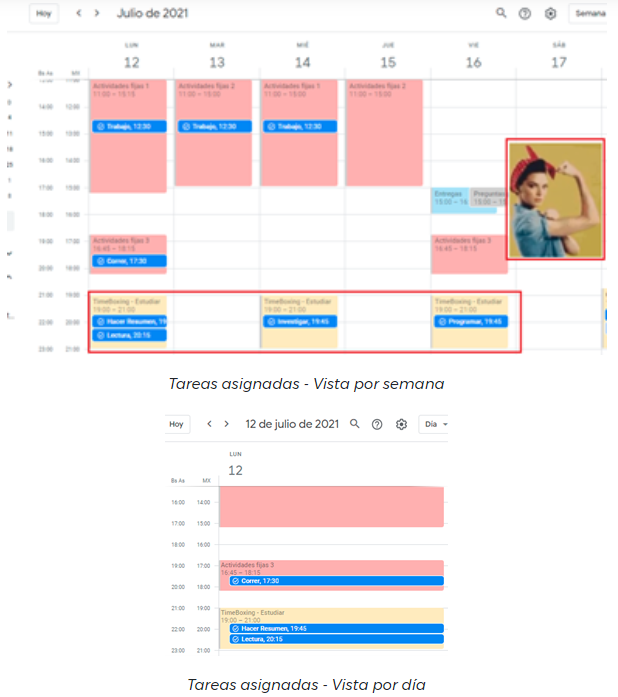 Hoy
Julio de 2021
Semana
LUN MAR MIÉ JUE VIE SÁB
12 13 14 15 16 17
Bs As MX
Actividades fijas 1 Actividades fijas 2 Actividades fijas 1 Actividades fijas 2
11:00 – 15:15 11:00 – 15:00 11:00 – 15:00 11:00 – 15:00
14:00 12:00
Trabajo, 12:30 Trabajo, 12:30 Trabajo, 12:30
15:00 13:00
16:00 14:00
17:00 15:00
Entregas Preguntas
15:00 – 16 15:00 – 16
18:00 16:00
19:00 17:00
Actividades fijas 3 Actividades fijas 3
16:45 – 18:15 16:45 – 18:15
Correr, 17:30
20:00 18:00
21:00 19:00
TimeBoxing - Estudiar TimeBoxing - Estudiar TimeBoxing - Estudiar
19:00 – 21:00 19:00 – 21:00 19:00 – 21:00
22:00 20:00
Hacer Resumen, 19 Investigar, 19:45 Programar, 19:45
Lectura, 20:15
23:00 21:00
Tareas asignadas - Vista por semana
Hoy
12 de julio de 2021
Día
LUN
12
Bs As MX
16:00 14:00
17:00 15:00
18:00 16:00
19:00 17:00
Actividades fijas 3
16:45 – 18:15
Correr, 17:30
20:00 18:00
21:00 19:00
TimeBoxing - Estudiar
19:00 – 21:00
Hacer Resumen, 19:45
22:00 20:00
Lectura, 20:15
23:00 21:00
Tareas asignadas - Vista por día